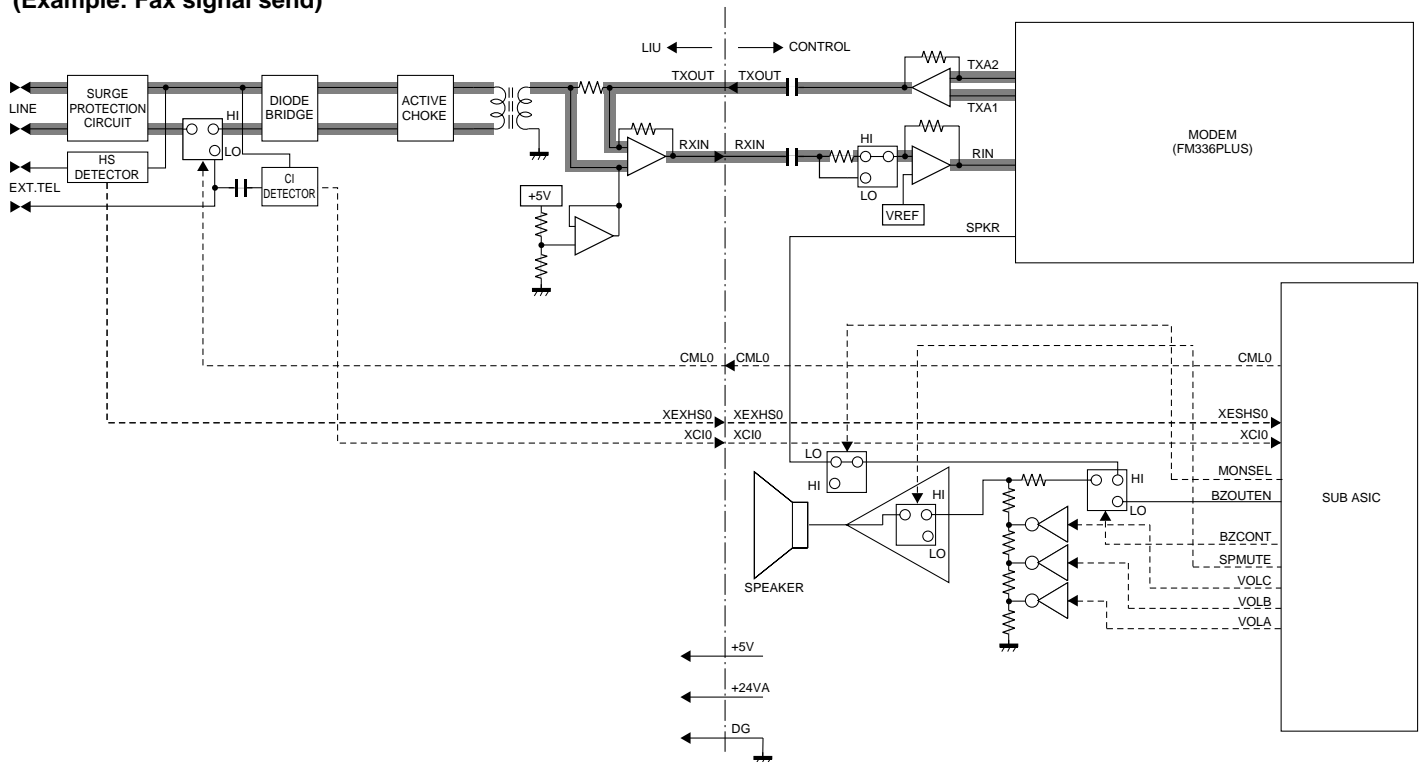 (Example: Fax signal send)
LIU
CONTROL
TXOUT
TXOUT
TXA2
TXA1
LINE
SURGE
PROTECTION
CIRCUIT
HI
LO
DIODE
BRIDGE
ACTIVE
CHOKE
MODEM
(FM336PLUS)
HS
DETECTOR
EXT.TEL
CI
DETECTOR
RXIN
RXIN
HI
LO
RIN
+5V
VREF
SPKR
CML0
CML0
CML0
XEXHS0
XEXHS0
XESHS0
XCI0
XCI0
XCI0
LO
HI
MONSEL
HI
LO
HI
LO
BZOUTEN
SUB ASIC
BZCONT
SPMUTE
SPEAKER
VOLC
VOLB
VOLA
+5V
+24VA
DG